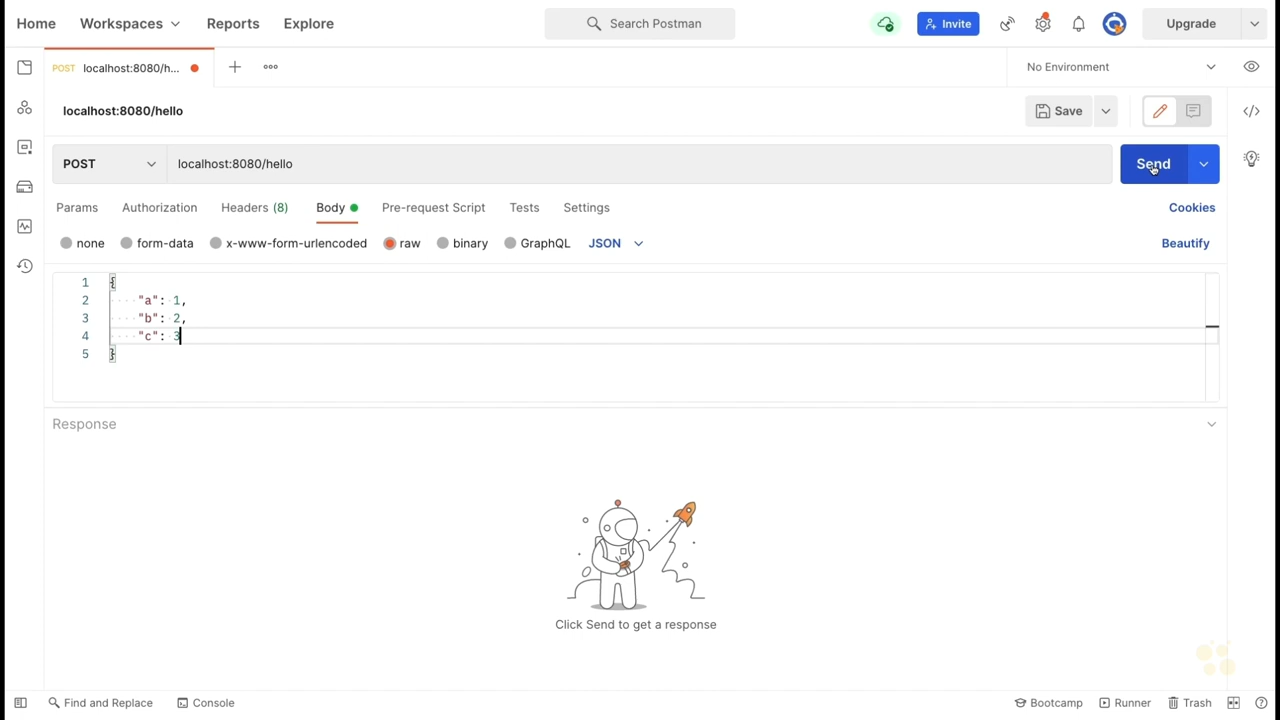 Home Workspaces Reports Explore Search Postman Invite Upgrade
POST localhost:8080/h... No Environment
localhost:8080/hello Save
POST localhost:8080/hello Send
Params Authorization Headers (8) Body Pre-request Script Tests Settings Cookies
none form-data x-www-form-urlencoded raw binary GraphQL JSON Beautify
1 {
2 "a": 1,
3 "b": 2,
4 "c": 3
5 }
Response
Click Send to get a response
Find and Replace Console Bootcamp Runner Trash